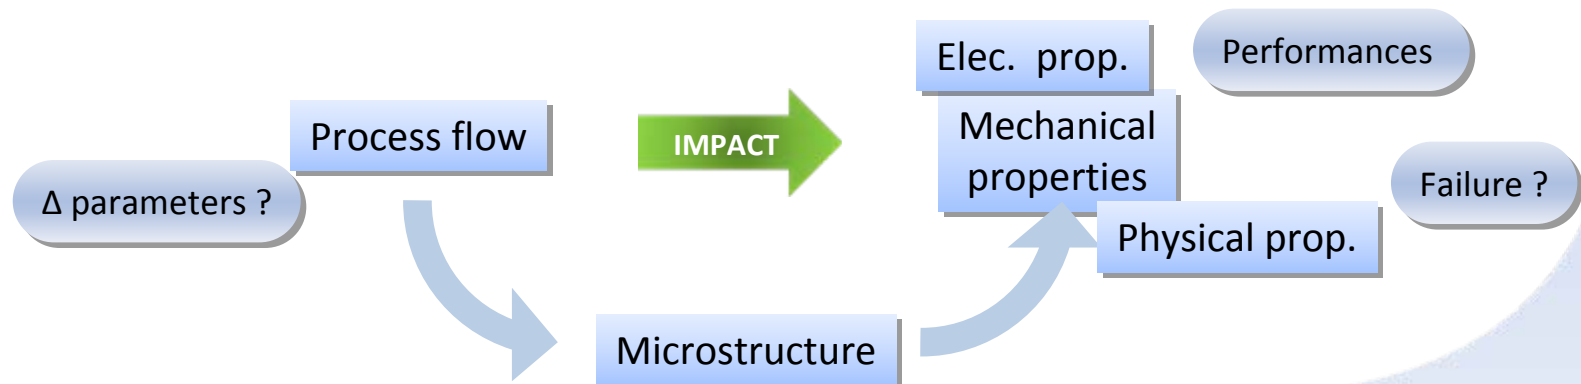 Δ parameters ?
Process flow
IMPACT
Elec. prop.
Mechanical
properties
Physical prop.
Performances
Failure ?
Microstructure